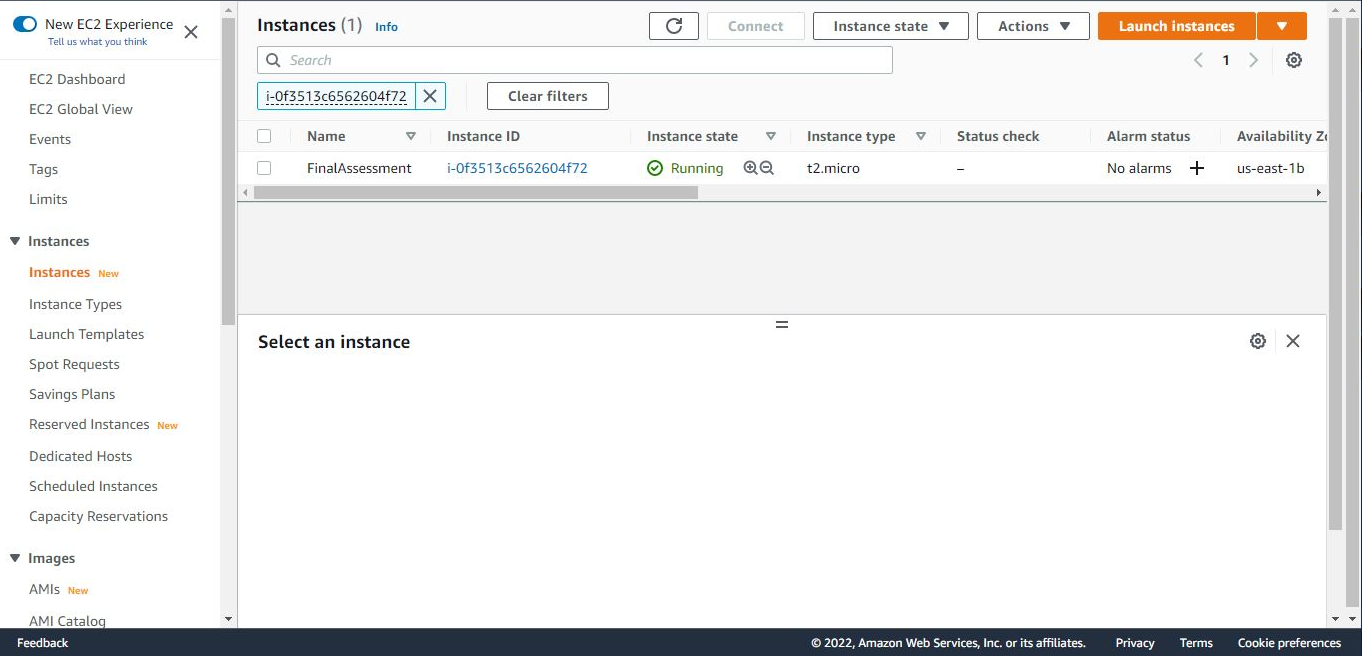 New EC2 Experience
Tell us what you think
EC2 Dashboard
EC2 Global View
Events
Tags
Limits
Instances
Instances New
Instance Types
Launch Templates
Spot Requests
Savings Plans
Reserved Instances New
Dedicated Hosts
Scheduled Instances
Capacity Reservations
Images
AMIs New
AMI Catalog
Instances (1) Info
Connect
Instance state
Actions
Launch instances
Search
1
i-0f3513c6562604f72
Clear filters
Name Instance ID Instance state Instance type Status check Alarm status Availability Zo
FinalAssessment i-0f3513c6562604f72 Running t2.micro – No alarms + us-east-1b
Select an instance
Feedback © 2022, Amazon Web Services, Inc. or its affiliates. Privacy Terms Cookie preferences